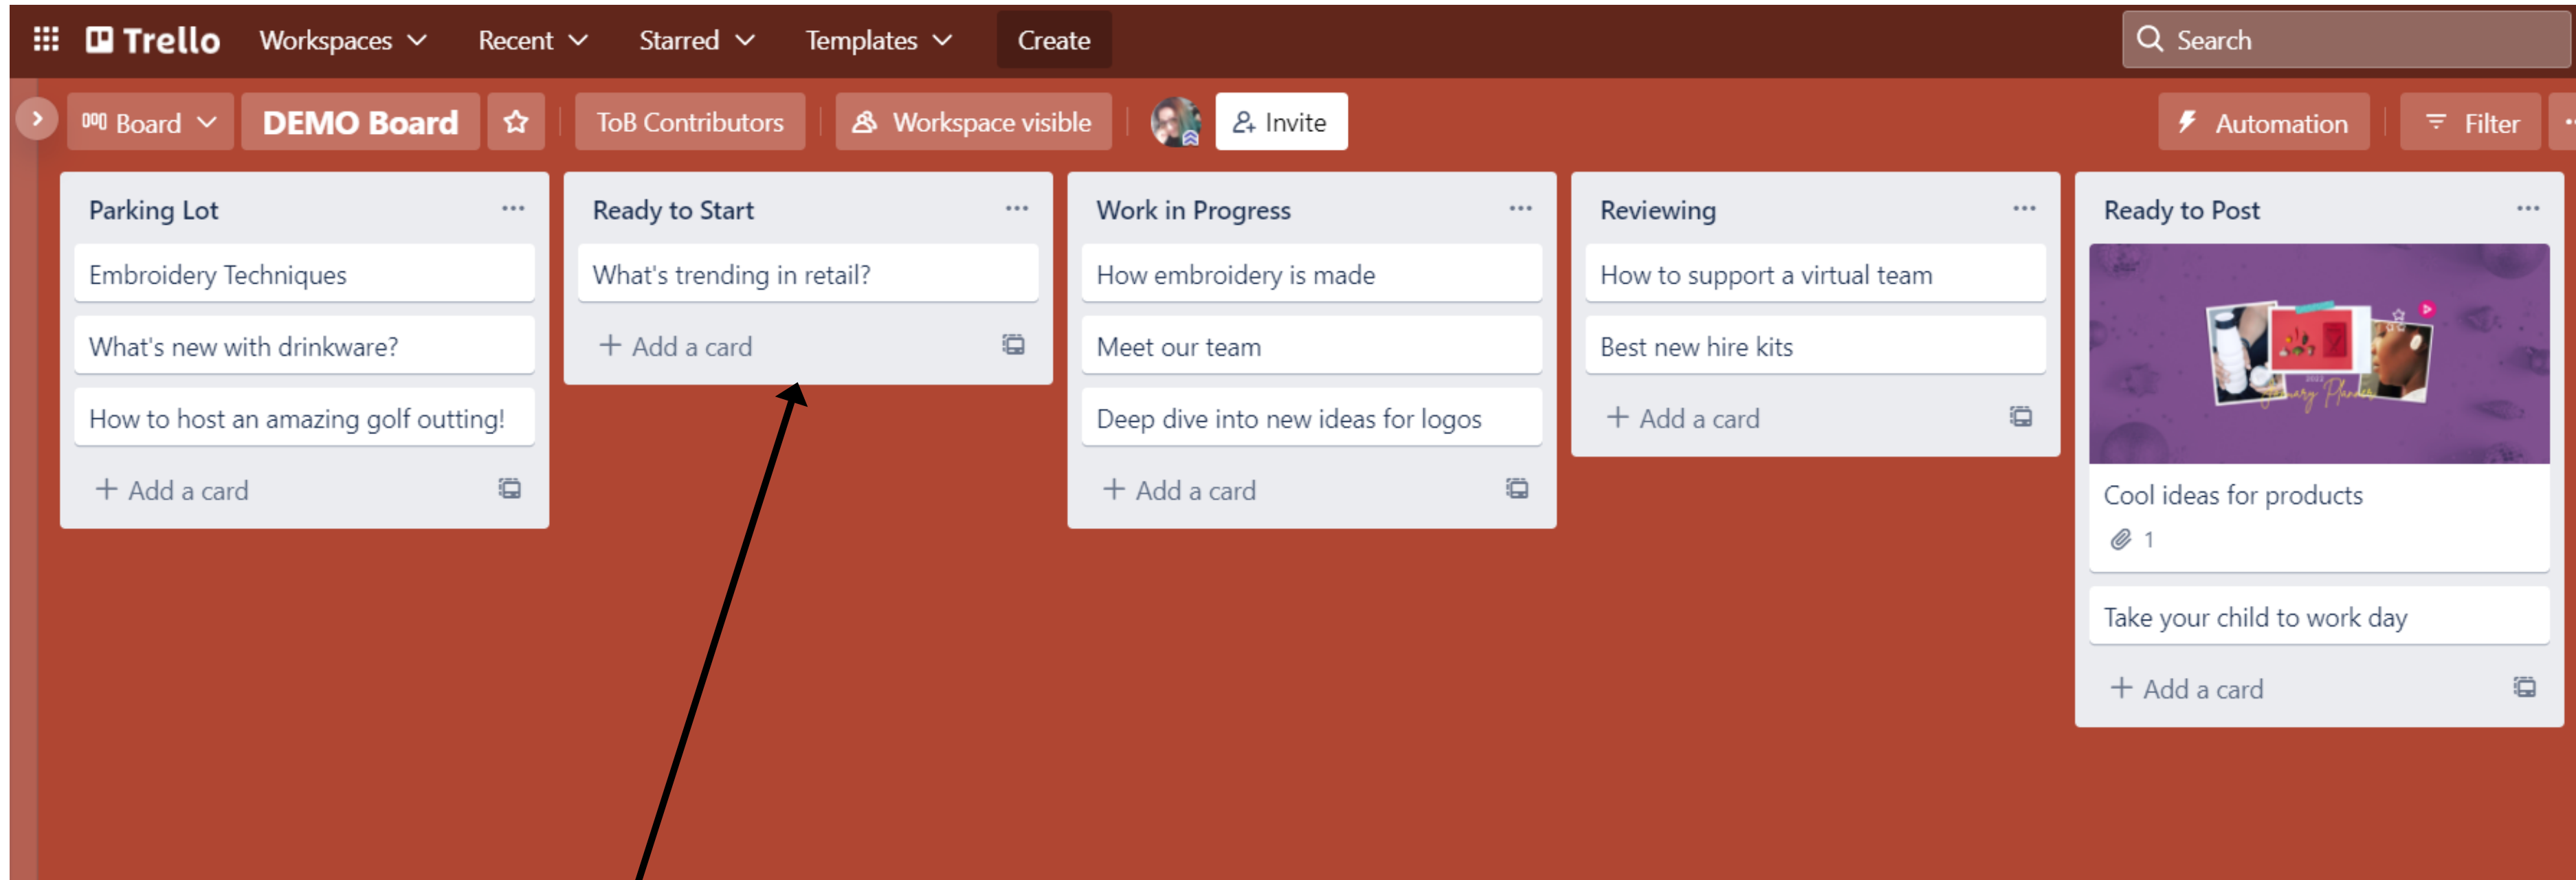 Trello Workspaces Recent Starred Templates Create Search
Board DEMO Board ToB Contributors Workspace visible Invite Automation Filter
Parking Lot
Embroidery Techniques
What's new with drinkware?
How to host an amazing golf outting!
+ Add a card
Ready to Start
What's trending in retail?
+ Add a card
Work in Progress
How embroidery is made
Meet our team
Deep dive into new ideas for logos
+ Add a card
Reviewing
How to support a virtual team
Best new hire kits
+ Add a card
Ready to Post
2022
January Planner
Cool ideas for products
1
Take your child to work day
+ Add a card